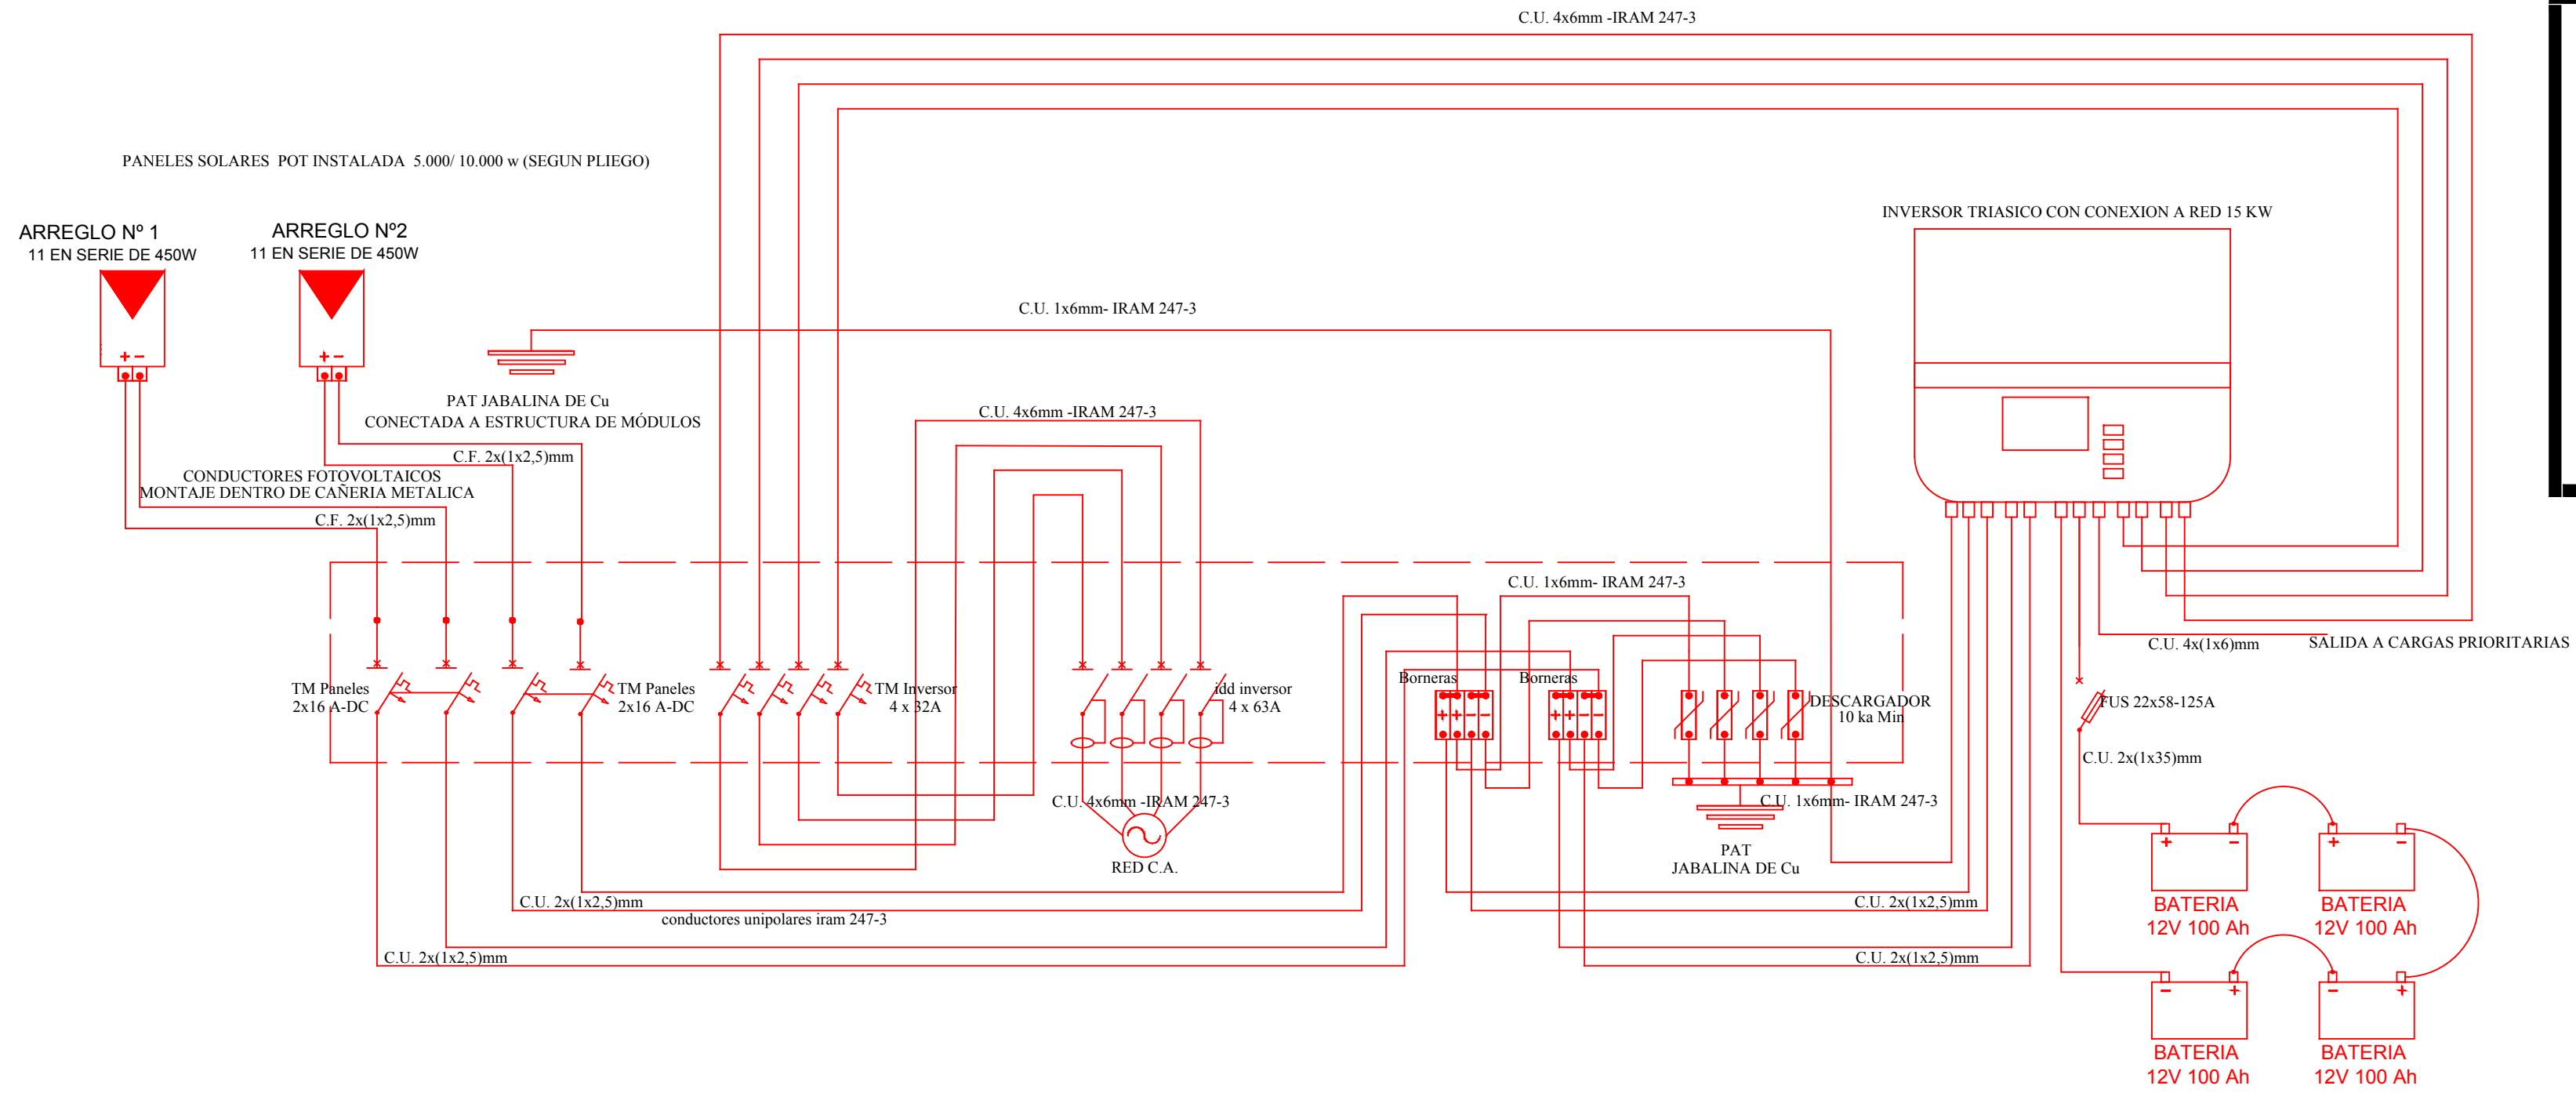 C.U. 4x6mm -IRAM 247-3
PANELES SOLARES  POT INSTALADA  5.000/ 10.000 w (SEGUN PLIEGO)
ARREGLO Nº 1
11 EN SERIE DE 450W
ARREGLO Nº2
11 EN SERIE DE 450W
+ −
+ −
INVERSOR TRIASICO CON CONEXION A RED 15 KW
C.U. 1x6mm- IRAM 247-3
PAT JABALINA DE Cu
CONECTADA A ESTRUCTURA DE MÓDULOS
C.U. 4x6mm -IRAM 247-3
C.F. 2x(1x2,5)mm
CONDUCTORES FOTOVOLTAICOS
MONTAJE DENTRO DE CAÑERIA METALICA
C.F. 2x(1x2,5)mm
C.U. 1x6mm- IRAM 247-3
C.U. 4x(1x6)mm
SALIDA A CARGAS PRIORITARIAS
TM Paneles
2x16 A-DC
TM Paneles
2x16 A-DC
TM Inversor
4 x 32A
idd inversor
4 x 63A
Borneras
+ + − −
Borneras
+ + − −
DESCARGADOR
10 ka Min
FUS 22x58-125A
C.U. 2x(1x35)mm
C.U. 4x6mm -IRAM 247-3
RED C.A.
C.U. 1x6mm- IRAM 247-3
PAT
JABALINA DE Cu
C.U. 2x(1x2,5)mm
conductores unipolares iram 247-3
C.U. 2x(1x2,5)mm
C.U. 2x(1x2,5)mm
C.U. 2x(1x2,5)mm
+ −
+ −
BATERIA
12V 100 Ah
BATERIA
12V 100 Ah
− +
− +
BATERIA
12V 100 Ah
BATERIA
12V 100 Ah